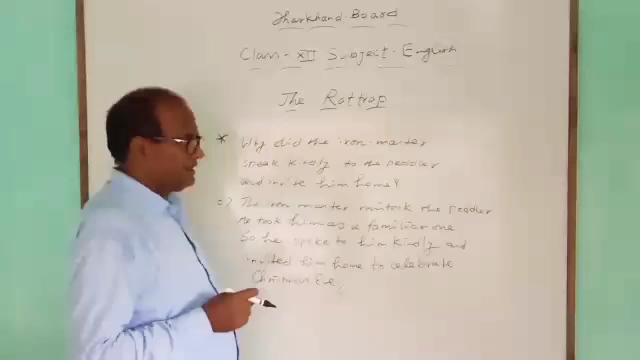 Jharkhand Board
Class - XII Subject - English
The Rattrap
* Why did the iron-master
speak kindly to the peddler
and invite him home?
=) The iron master mistook the peddler
He took him as a familiar one
So he spoke to him kindly and
invited him home to celebrate
Christmas Eve,